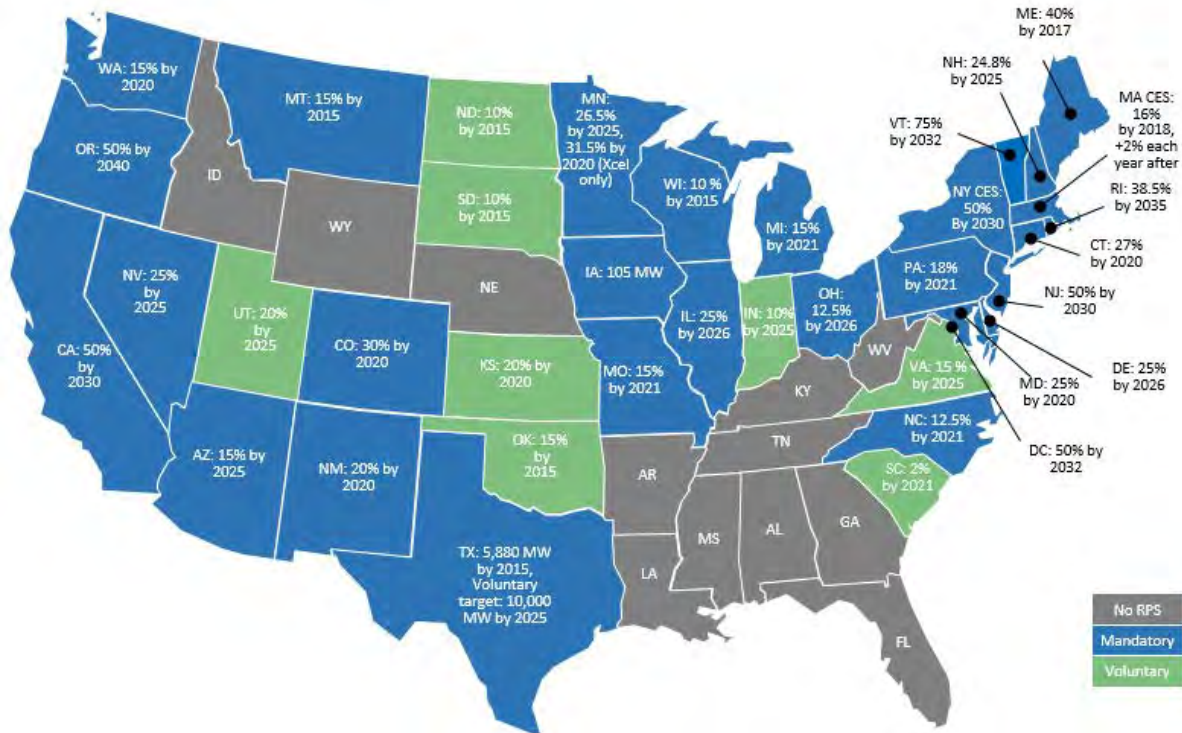 WA: 15% by
2020
OR: 50% by
2040
CA: 50%
by
2030
NV: 25%
by
2025
ID
MT: 15% by
2015
WY
UT: 20%
by
2025
AZ: 15% by
2025
CO: 30% by
2020
NM: 20% by
2020
ND: 10%
by 2015
SD: 10%
by 2015
NE
KS: 20% by
2020
OK: 15%
by
2015
TX: 5,880 MW
by 2015,
Voluntary
target: 10,000
MW by 2025
MN:
26.5%
by 2025,
31.5% by
2020 (Xcel
only)
IA: 105 MW
MO: 15%
by 2021
AR
LA
WI: 10 %
by 2015
IL: 25%
by 2026
MI: 15%
by 2021
IN: 10%
by 2025
OH:
12.5%
by 2026
KY
TN
MS
AL
GA
FL
SC: 2%
by 2021
NC: 12.5%
by 2021
VA: 15 %
by 2025
WV
PA: 18%
by 2021
NY CES:
50%
By 2030
VT: 75%
by 2032
NH: 24.8%
by 2025
ME: 40%
by 2017
MA CES:
16%
by 2018,
+2% each
year after
RI: 38.5%
by 2035
CT: 27%
by 2020
NJ: 50% by
2030
DE: 25%
by 2026
MD: 25%
by 2020
DC: 50% by
2032
No RPS
Mandatory
Voluntary